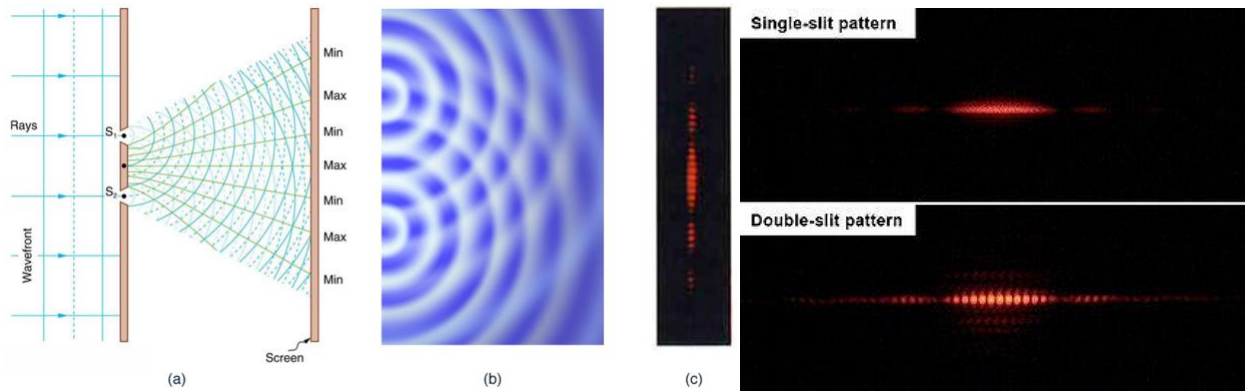 Rays
Wavefront
S₁
S₂
Min
Max
Min
Max
Min
Max
Min
Screen
(a)
(b)
(c)
Single-slit pattern
Double-slit pattern